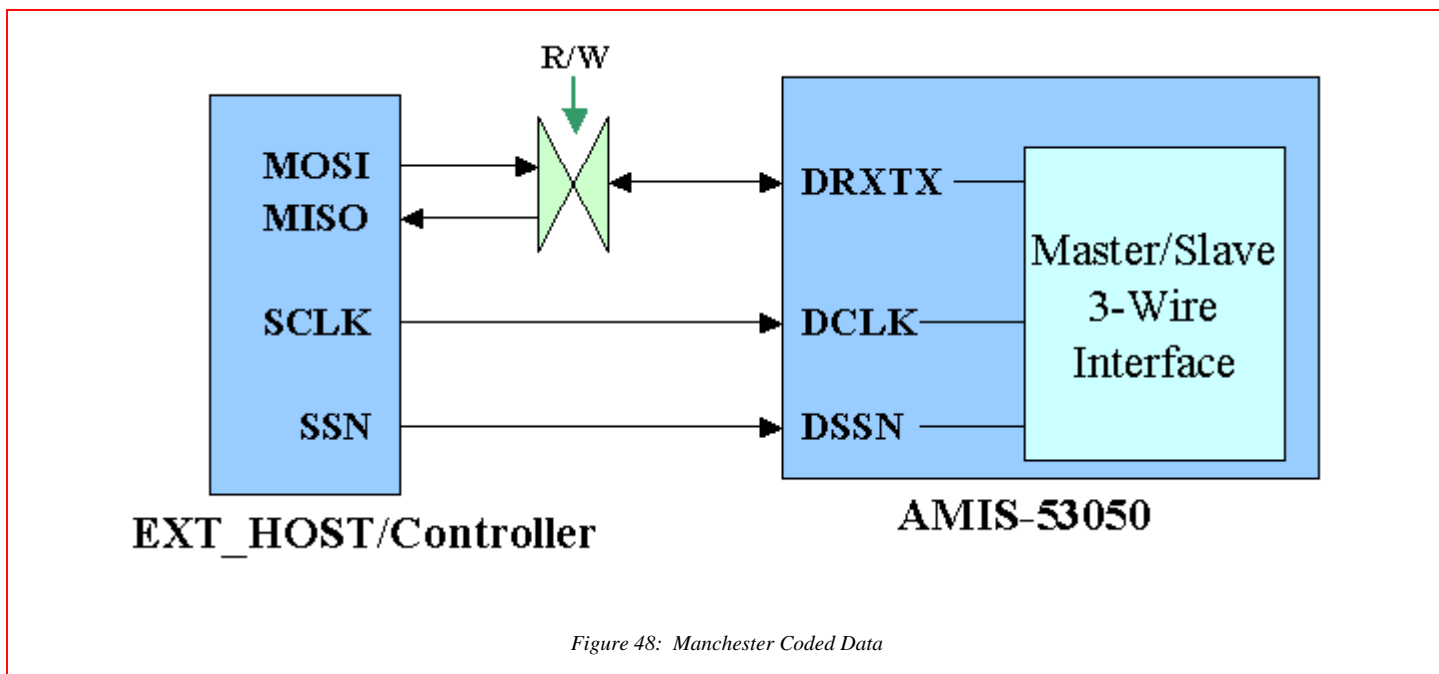 R/W
MOSI
MISO
SCLK
SSN
DRXTX
DCLK
DSSN
Master/Slave
3-Wire
Interface
EXT_HOST/Controller
AMIS-53050
Figure 48: Manchester Coded Data